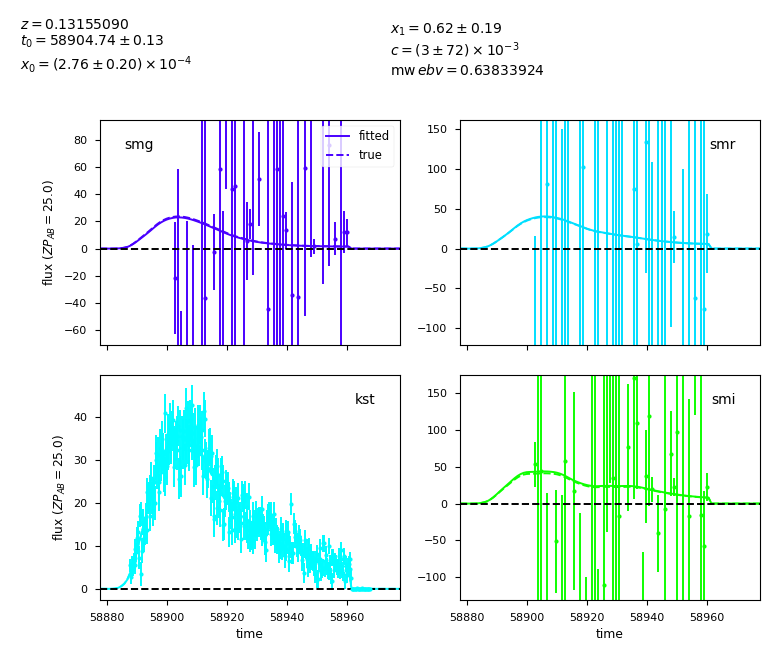 z = 0.13155090
t₀ = 58904.74 ± 0.13
x₀ = (2.76 ± 0.20) × 10⁻⁴
x₁ = 0.62 ± 0.19
c = (3 ± 72) × 10⁻³
mw ebv = 0.63833924
smg
fitted
true
80
60
40
20
0
−20
−40
−60
flux (ZP_AB = 25.0)
smr
150
100
50
0
−50
−100
kst
40
30
20
10
0
flux (ZP_AB = 25.0)
58880 58900 58920 58940 58960
time
smi
150
100
50
0
−50
−100
58880 58900 58920 58940 58960
time